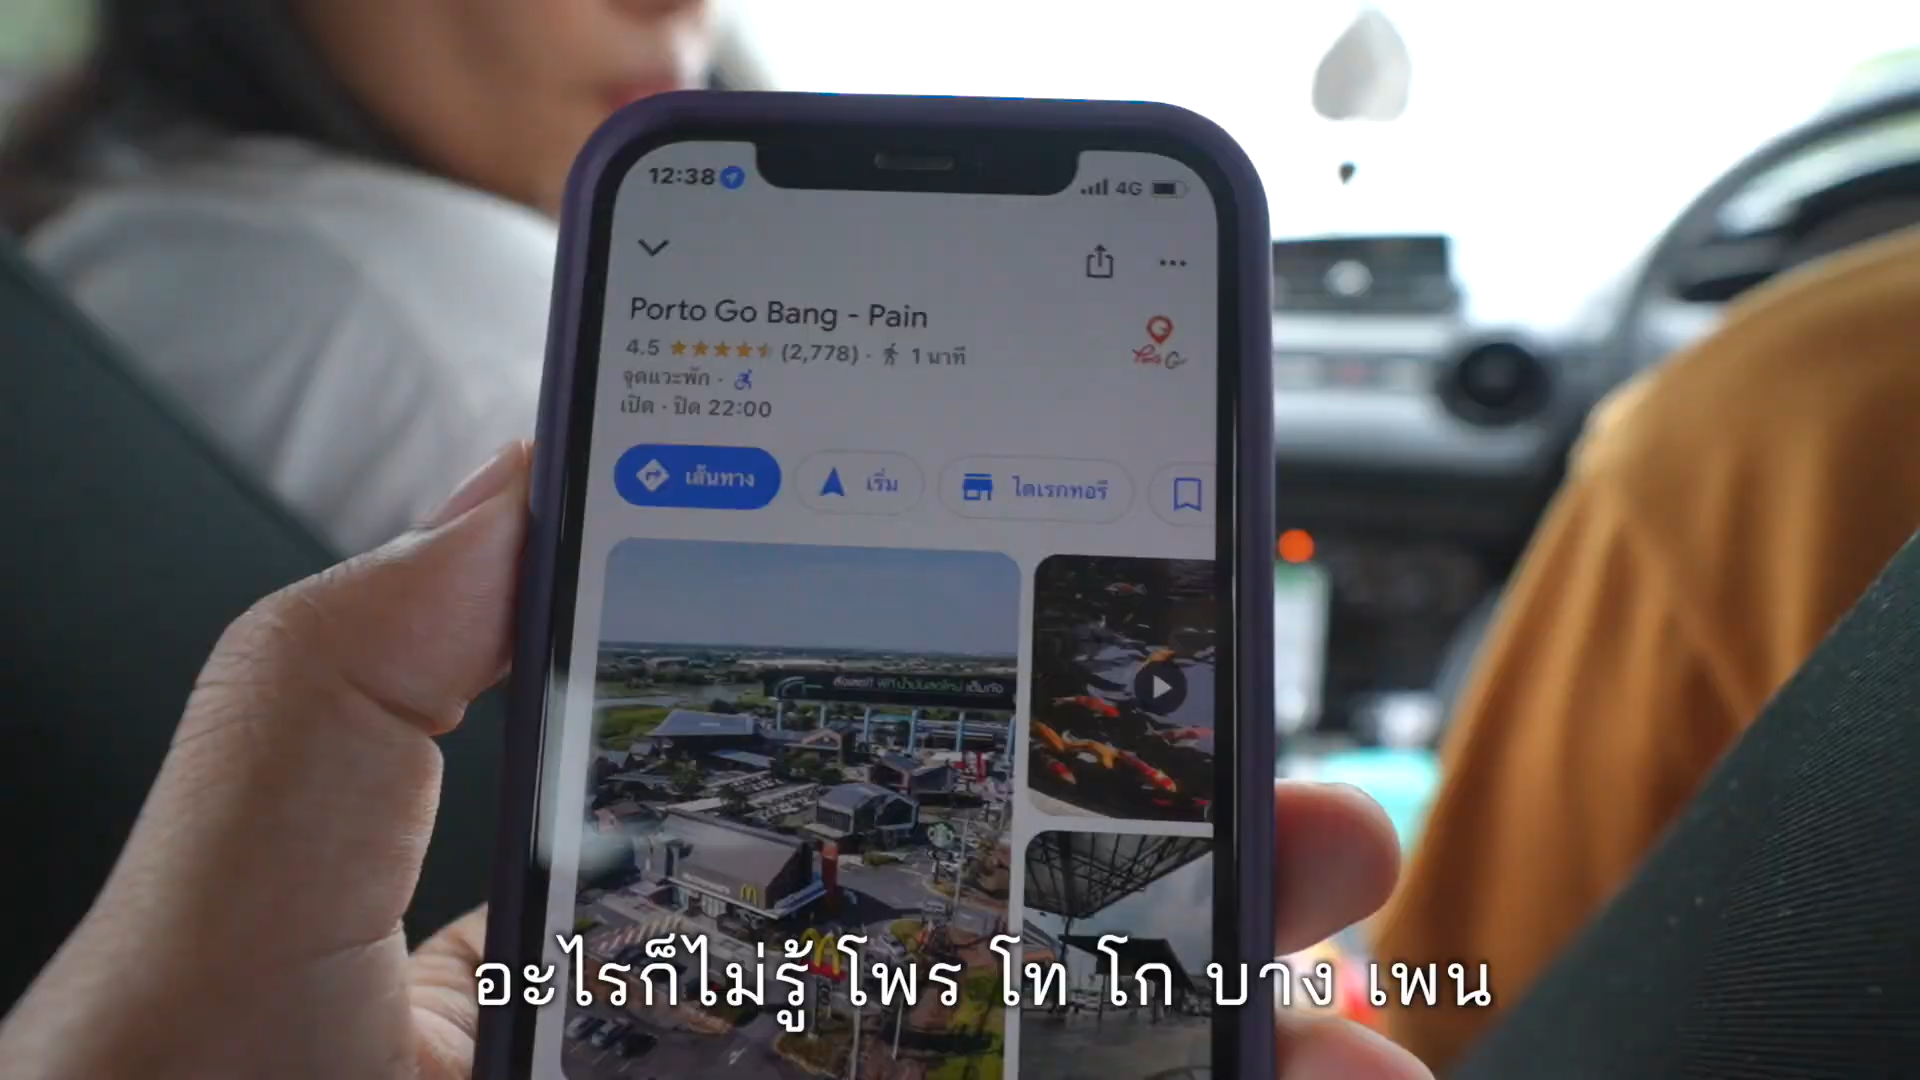 12:38
4G
Porto Go Bang - Pain
4.5 (2,778) · 1 นาที
จุดแวะพัก ·
เปิด · ปิด 22:00
เส้นทาง
เริ่ม
ไดเรกทอรี
อะไรก็ไม่รู้ โพร โท โก บาง เพน